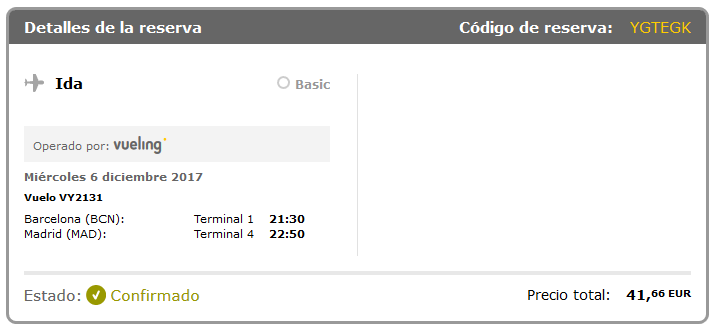 Detalles de la reserva Código de reserva: YGTEGK
Ida Basic
Operado por: vueling
Miércoles 6 diciembre 2017
Vuelo VY2131
Barcelona (BCN): Terminal 1 21:30
Madrid (MAD): Terminal 4 22:50
Estado: Confirmado Precio total: 41,66 EUR